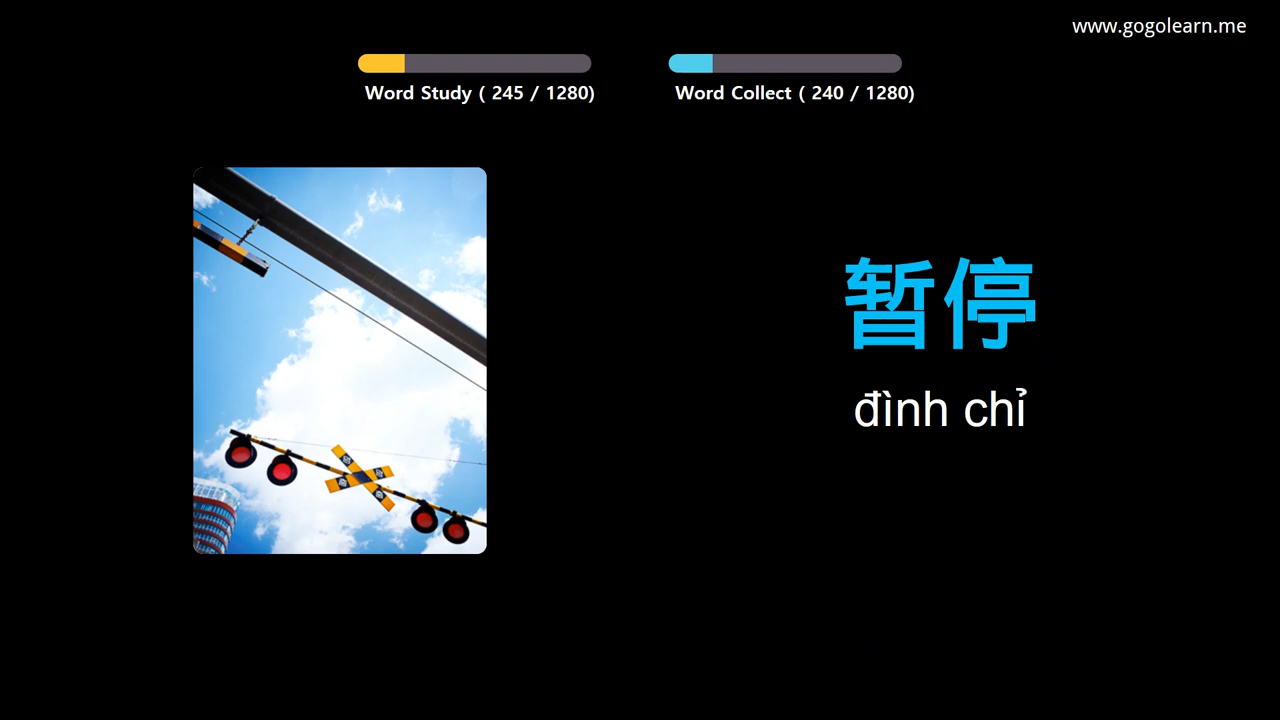 www.gogolearn.me
Word Study ( 245 / 1280)
Word Collect ( 240 / 1280)
暂停
đình chỉ